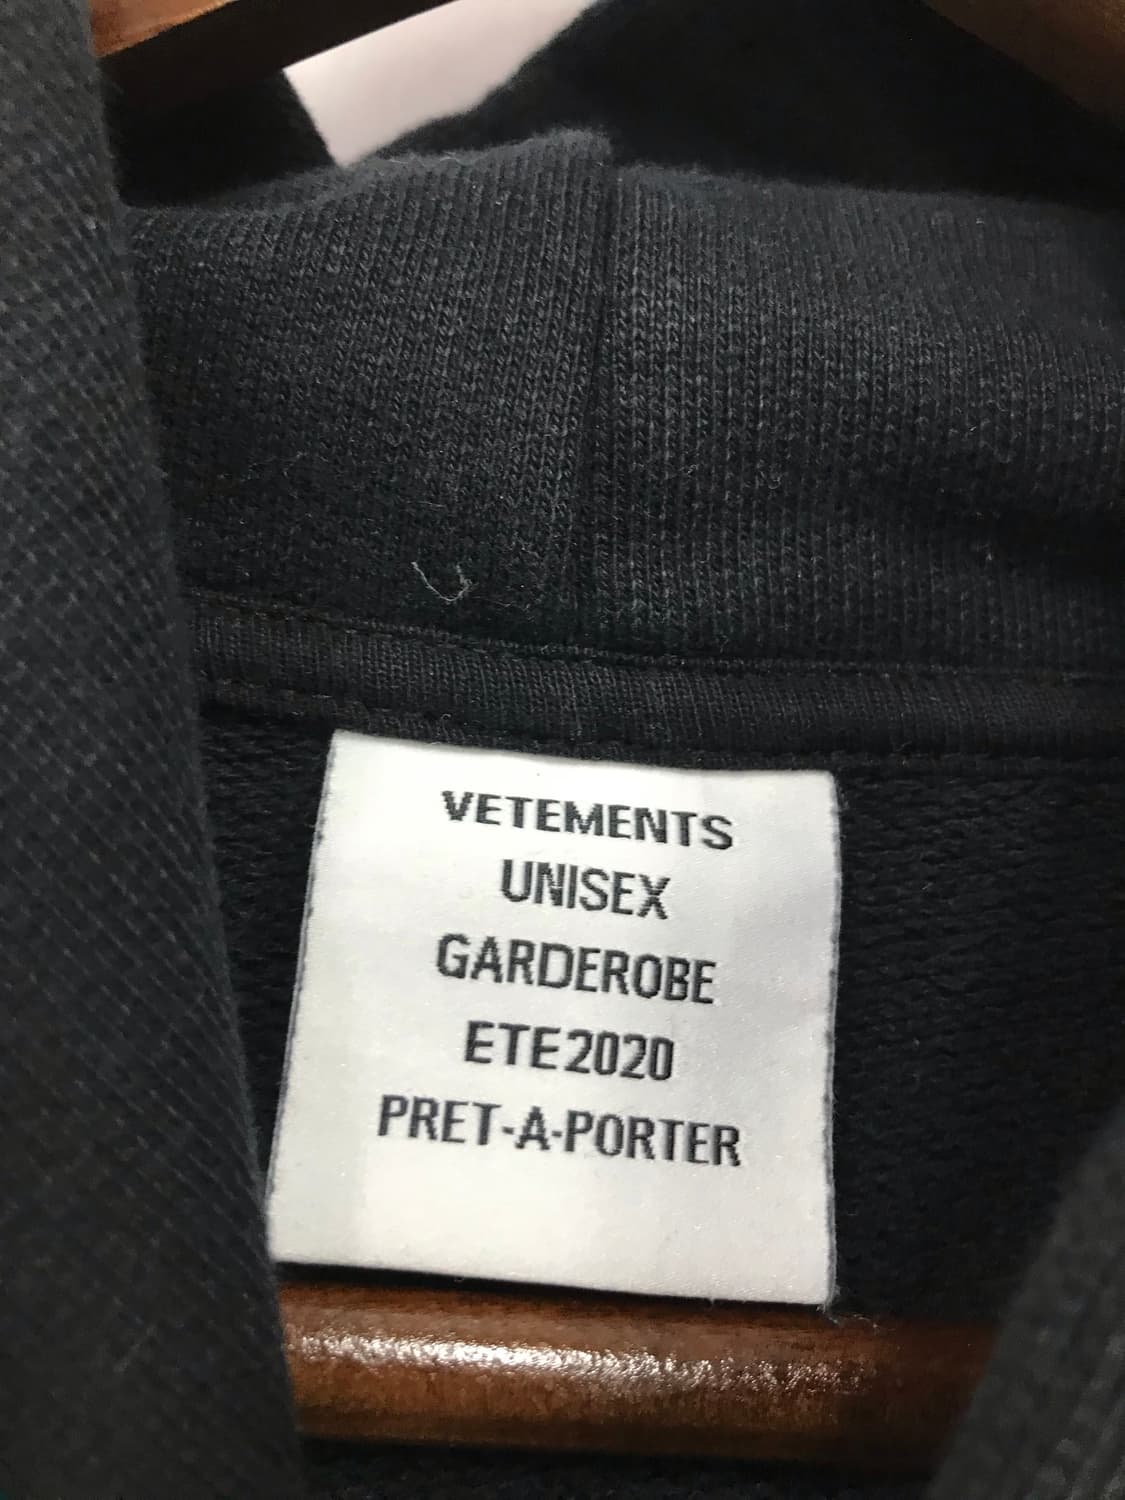 VETEMENTS
UNISEX
GARDEROBE
ETE2020
PRET-A-PORTER